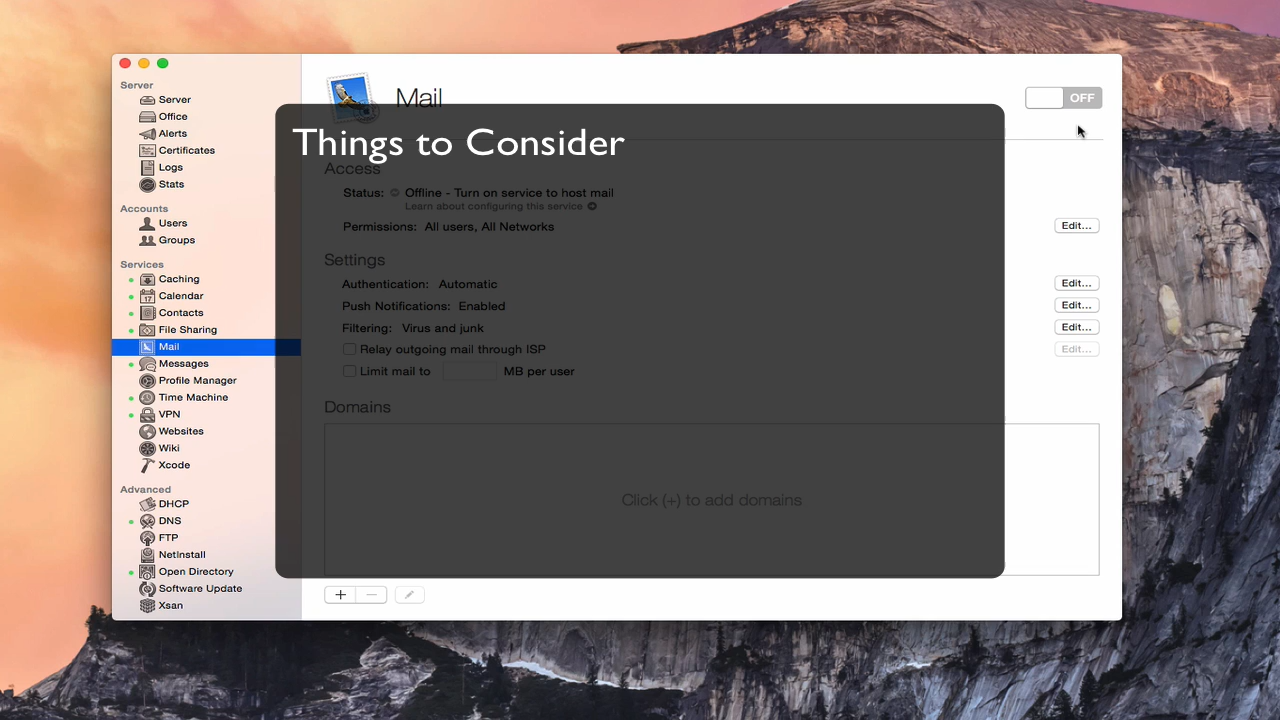 Server
Server
Office
Alerts
Certificates
Logs
Stats
Accounts
Users
Groups
Services
Caching
Calendar
17
Contacts
File Sharing
Mail
Messages
Profile Manager
Time Machine
VPN
Websites
Wiki
Xcode
Advanced
DHCP
DNS
FTP
NetInstall
Open Directory
Software Update
Xsan
Mail
OFF
Things to Consider
Access
Status: Offline - Turn on service to host mail
Learn about configuring this service
Permissions: All users, All Networks Edit...
Settings
Authentication: Automatic Edit...
Push Notifications: Enabled Edit...
Filtering: Virus and junk Edit...
Relay outgoing mail through ISP Edit...
Limit mail to MB per user
Domains
Click (+) to add domains